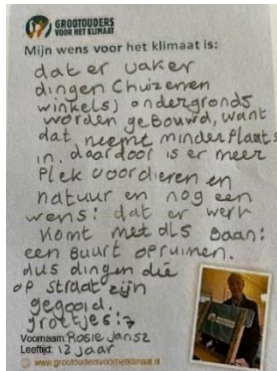 GROOTOUDERS
VOOR HET KLIMAAT
Mijn wens voor het klimaat is:
dat er vaker
dingen (huizen en
winkels) ondergronds
worden gebouwd, want
dat neemt minder plaats
in. daardoor is er meer
Plek voor dieren en
natuur en nog een
wens: dat er werk
komt met als baan:
een buurt opruimen.
dus dingen die
op straat zijn
gegooid.
groetjes:
Voornaam: Rosie Jansz
Leeftijd: 12 jaar
www.grootoudersvoorhetklimaat.nl